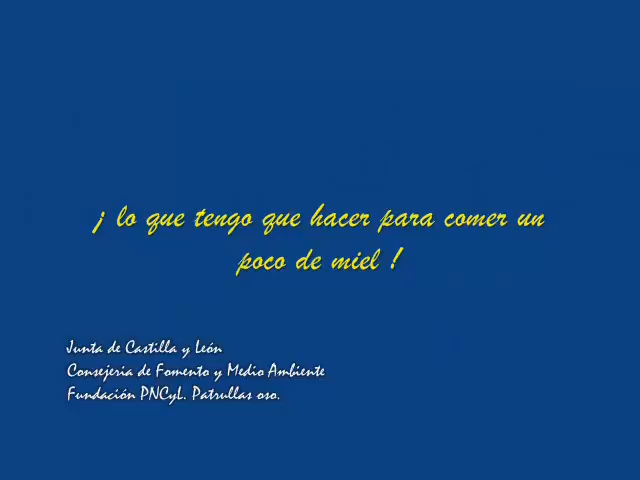 ¡ lo que tengo que hacer para comer un
poco de miel !
Junta de Castilla y León
Consejeria de Fomento y Medio Ambiente
Fundación PNCyL. Patrullas oso.